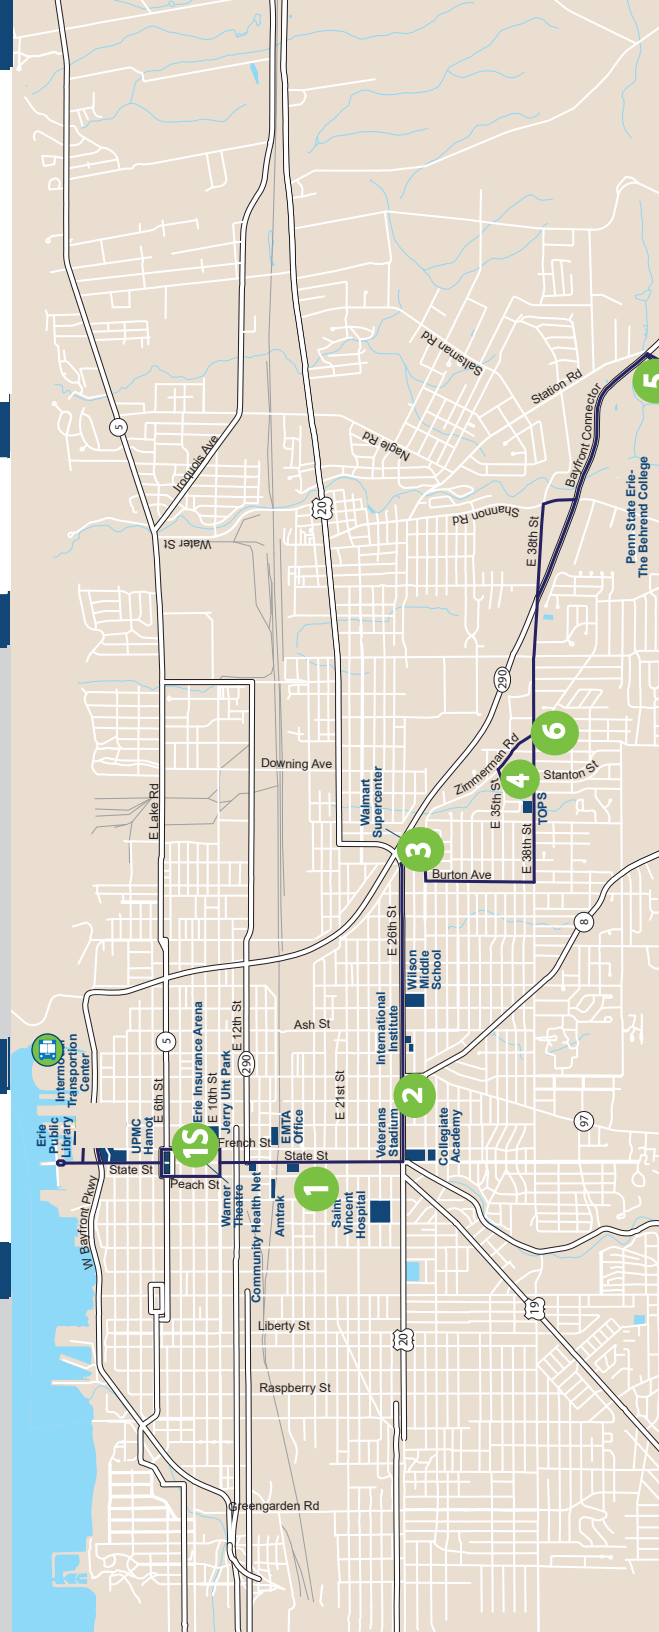 5
Iroquois Ave
Water St
20
Saltsman Rd
Nagle Rd
Station Rd
Shannon Rd
Bayfront Connector
E 38th St
5
Penn State Erie-
The Behrend College
290
Downing Ave
E Lake Rd
Zimmerman Rd
6
4
E 35th St
Stanton St
TOPS
E 38th St
Walmart
Supercenter
3
Burton Ave
E 26th St
8
Wilson
Middle
School
International
Institute
Ash St
E 12th St
290
E 21st St
5
E 6th St
Transportation
Center
Erie
Public
Library
UPMC
Hamot
State St
Erie Insurance Arena
E 10th St
Jerry Uht Park
1S
French St
EMTA
Office
State St
Peach St
Warner
Theatre
Community Health Net
Amtrak
1
Saint
Vincent
Hospital
Veterans
Stadium
2
Collegiate
Academy
97
W Bayfront Pkwy
19
20
Liberty St
Raspberry St
Greengarden Rd